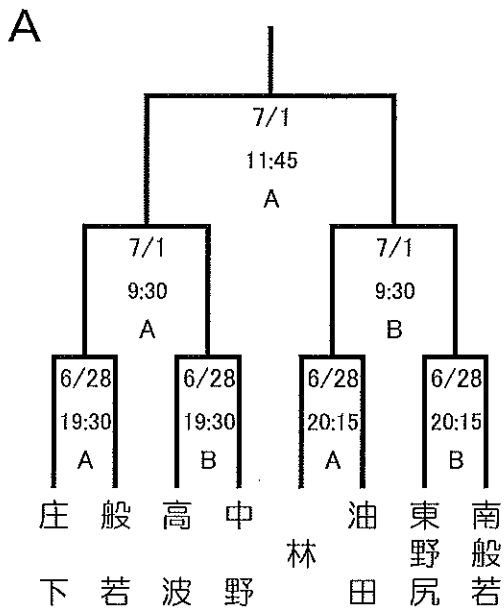 A
7/1
11:45
A
7/1 7/1
9:30 9:30
A B
6/28 6/28 6/28 6/28
19:30 19:30 20:15 20:15
A B A B
庄下 般若 高波 中野 林 油田 東野尻 南般若